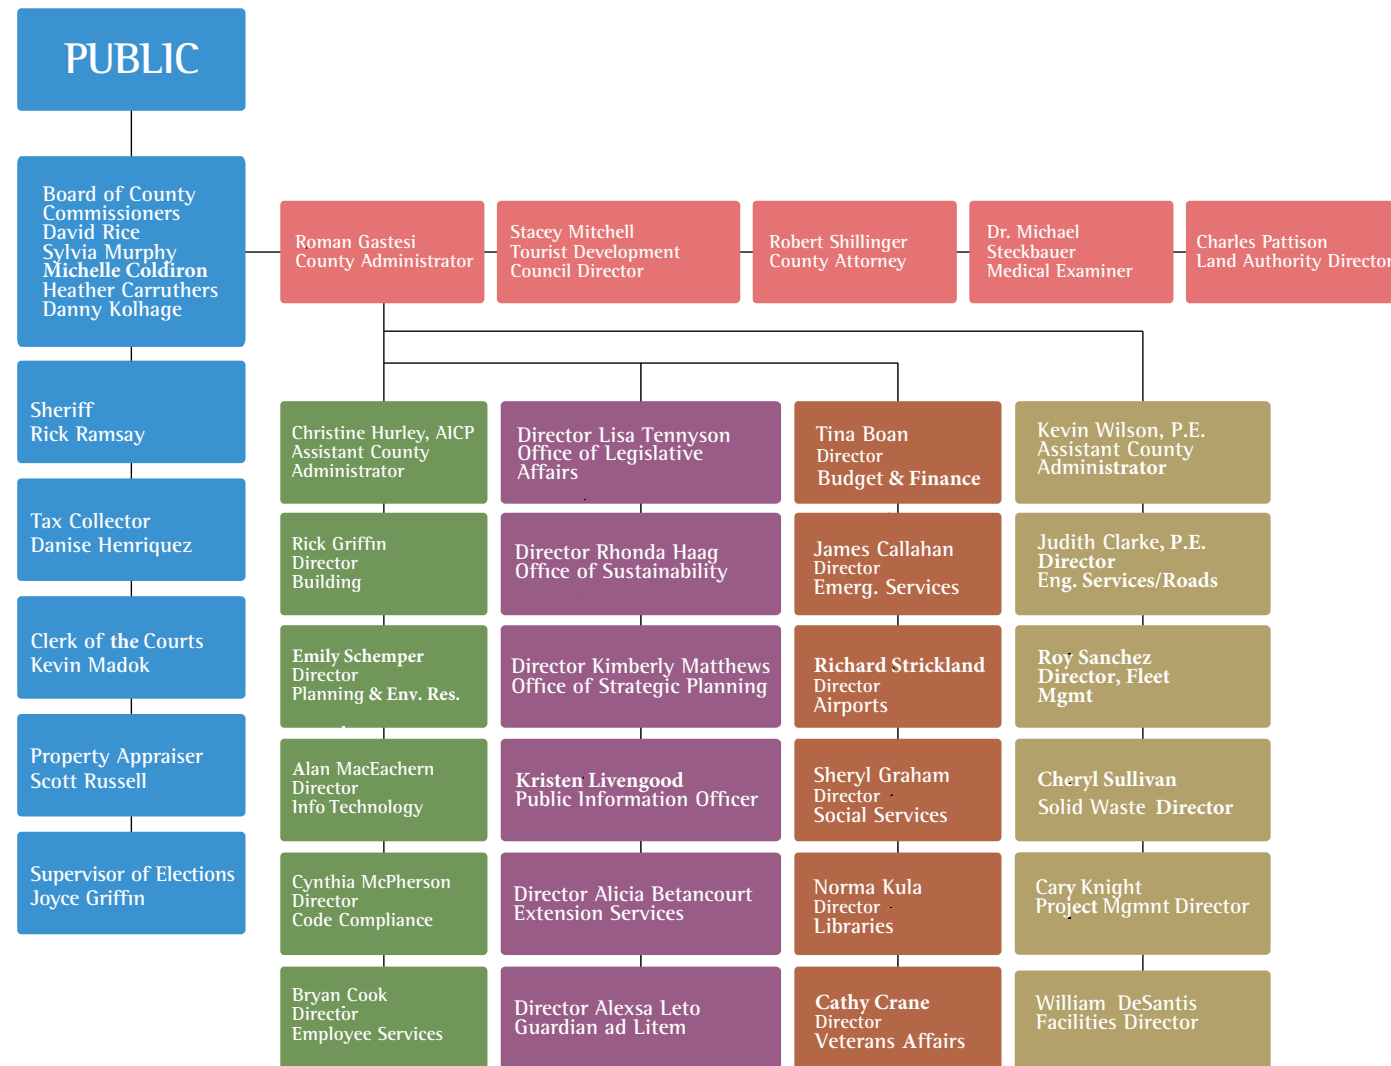 PUBLIC
Board of County
Commissioners
David Rice
Sylvia Murphy
Michelle Coldiron
Heather Carruthers
Danny Kolhage
Roman Gastesi
County Administrator
Stacey Mitchell
Tourist Development
Council Director
Robert Shillinger
County Attorney
Dr. Michael
Steckbauer
Medical Examiner
Charles Pattison
Land Authority Director
Sheriff
Rick Ramsay
Tax Collector
Danise Henriquez
Clerk of the Courts
Kevin Madok
Property Appraiser
Scott Russell
Supervisor of Elections
Joyce Griffin
Christine Hurley, AICP
Assistant County
Administrator
Rick Griffin
Director
Building
Emily Schemper
Director
Planning & Env. Res.
Alan MacEachern
Director
Info Technology
Cynthia McPherson
Director
Code Compliance
Bryan Cook
Director
Employee Services
Director Lisa Tennyson
Office of Legislative
Affairs
Director Rhonda Haag
Office of Sustainability
Director Kimberly Matthews
Office of Strategic Planning
Kristen Livengood
Public Information Officer
Director Alicia Betancourt
Extension Services
Director Alexsa Leto
Guardian ad Litem
Tina Boan
Director
Budget & Finance
James Callahan
Director
Emerg. Services
Richard Strickland
Director
Airports
Sheryl Graham
Director
Social Services
Norma Kula
Director
Libraries
Cathy Crane
Director
Veterans Affairs
Kevin Wilson, P.E.
Assistant County
Administrator
Judith Clarke, P.E.
Director
Eng. Services/Roads
Roy Sanchez
Director, Fleet
Mgmt
Cheryl Sullivan
Solid Waste Director
Cary Knight
Project Mgmnt Director
William DeSantis
Facilities Director